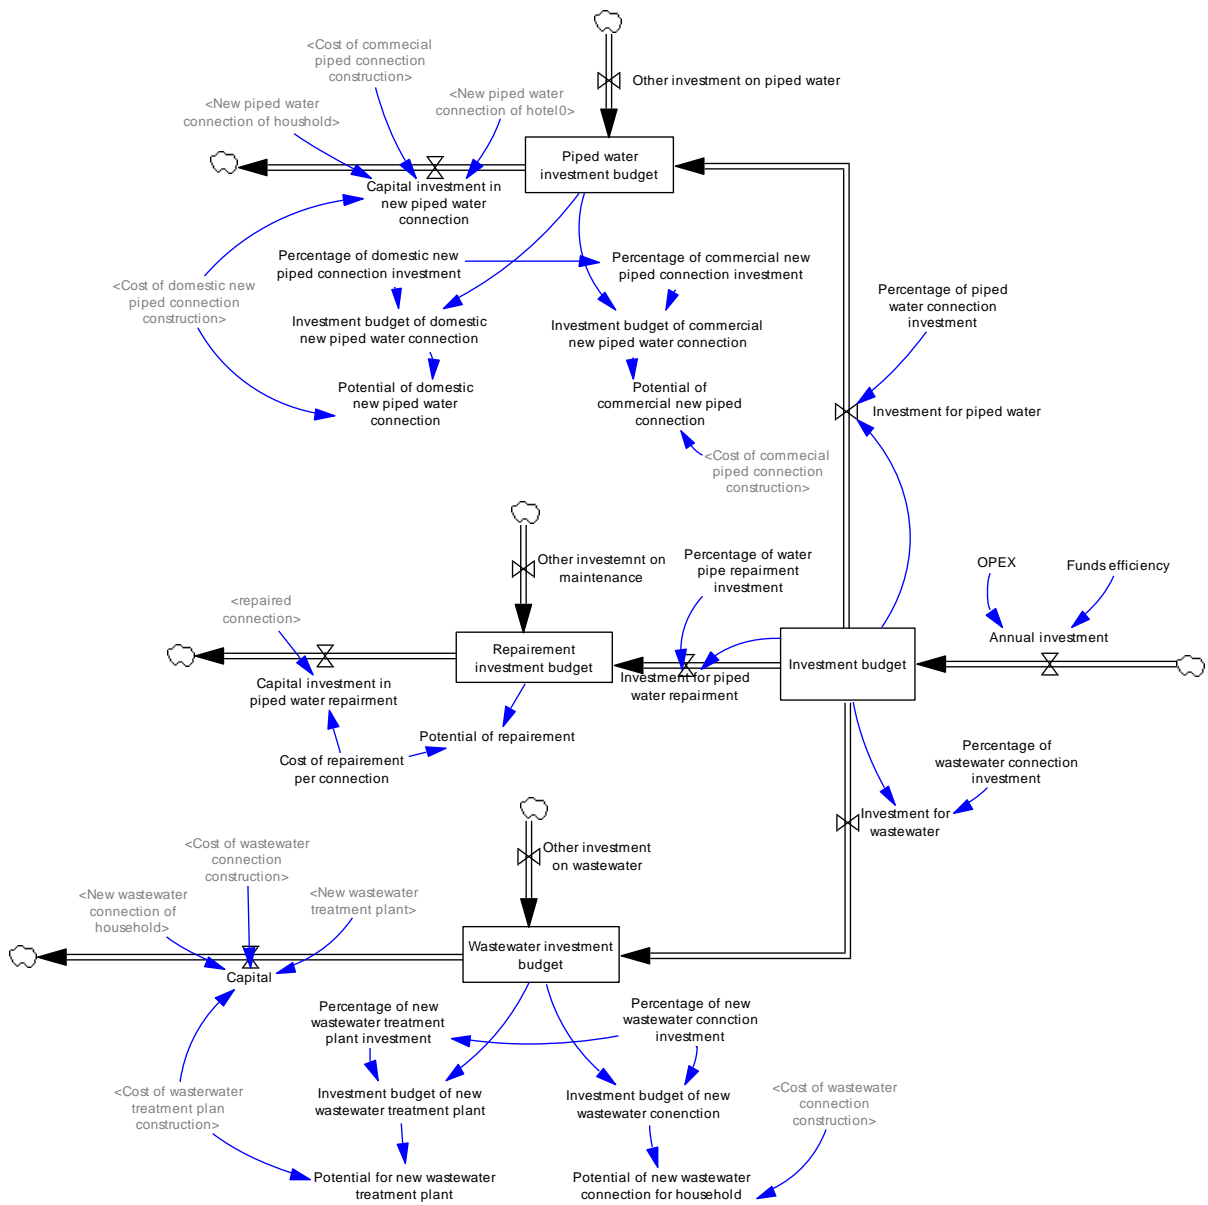 <Cost of commecial
piped connection
construction>
Other investment on piped water
<New piped water
connection of houshold>
<New piped water
connection of hotel0>
Piped water
investment budget
Capital investment in
new piped water
connection
Percentage of domestic new
piped connection investment
Percentage of commercial new
piped connection investment
<Cost of domestic new
piped connection
construction>
Percentage of piped
water connection
investment
Investment budget of domestic
new piped water connection
Investment budget of commercial
new piped water connection
Potential of domestic
new piped water
connection
Potential of
commercial new piped
connection
Investment for piped water
<Cost of commecial
piped connection
construction>
Other investemnt on
maintenance
Percentage of water
pipe repairment
investment
OPEX
Funds efficiency
<repaired
connection>
Annual investment
Repairement
investment budget
Investment budget
Capital investment in
piped water repairment
Investment for piped
water repairment
Potential of repairement
Cost of repairement
per connection
Percentage of
wastewater connection
investment
Investment for
wastewater
<Cost of wastewater
connection
construction>
Other investment
on wastewater
<New wastewater
connection of
household>
<New wastewater
treatment plant>
Wastewater investment
budget
Capital
Percentage of new
wastewater treatment
plant investment
Percentage of new
wastewater connction
investment
<Cost of wasterwater
treatment plan
construction>
Investment budget of new
wastewater treatment plant
Investment budget of new
wastewater conenction
<Cost of wastewater
connection
construction>
Potential for new wastewater
treatment plant
Potential of new wastewater
connection for household